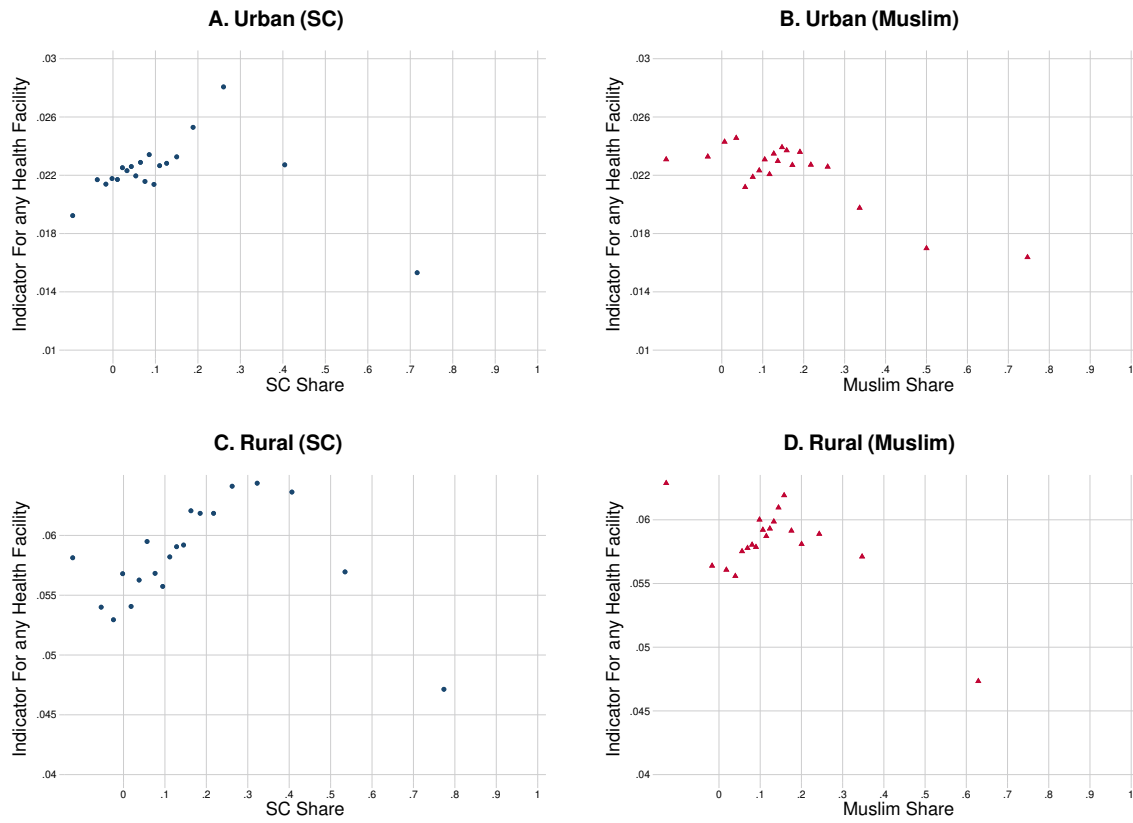 A. Urban (SC)
Indicator For any Health Facility
.03
.026
.022
.018
.014
.01
0 .1 .2 .3 .4 .5 .6 .7 .8 .9 1
SC Share
B. Urban (Muslim)
Indicator For any Health Facility
.03
.026
.022
.018
.014
.01
0 .1 .2 .3 .4 .5 .6 .7 .8 .9 1
Muslim Share
C. Rural (SC)
Indicator For any Health Facility
.06
.055
.05
.045
.04
0 .1 .2 .3 .4 .5 .6 .7 .8 .9 1
SC Share
D. Rural (Muslim)
Indicator For any Health Facility
.06
.055
.05
.045
.04
0 .1 .2 .3 .4 .5 .6 .7 .8 .9 1
Muslim Share